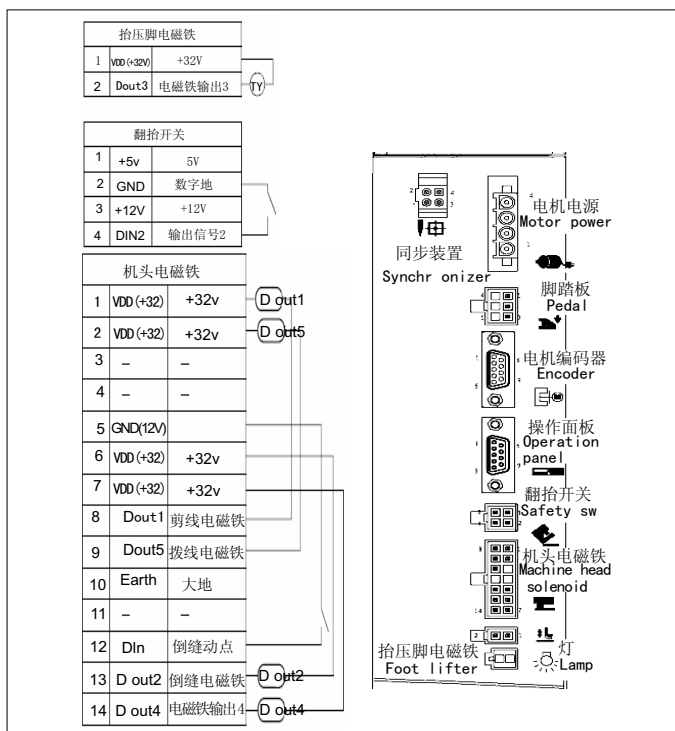 抬压脚电磁铁
1 VDD(+32V) +32V
2 Dout3 电磁铁输出3 TY
翻抬开关
1 +5v 5V
2 GND 数字地
3 +12V +12V
4 DIN2 输出信号2
机头电磁铁
1 VDD(+32) +32v D out1
2 VDD(+32) +32v D out5
3 – –
4 – –
5 GND(12V)
6 VDD(+32) +32v
7 VDD(+32) +32v
8 Dout1 剪线电磁铁
9 Dout5 拨线电磁铁
10 Earth 大地
11 – –
12 DIn 倒缝动点
13 D out2 倒缝电磁铁 D out2
14 D out4 电磁铁输出4 D out4
同步装置
Synchr onizer
电机电源
Motor power
脚踏板
Pedal
电机编码器
Encoder
操作面板
Operation
panel
翻抬开关
Safety sw
机头电磁铁
Machine head
solenoid
抬压脚电磁铁
Foot lifter
灯
Lamp